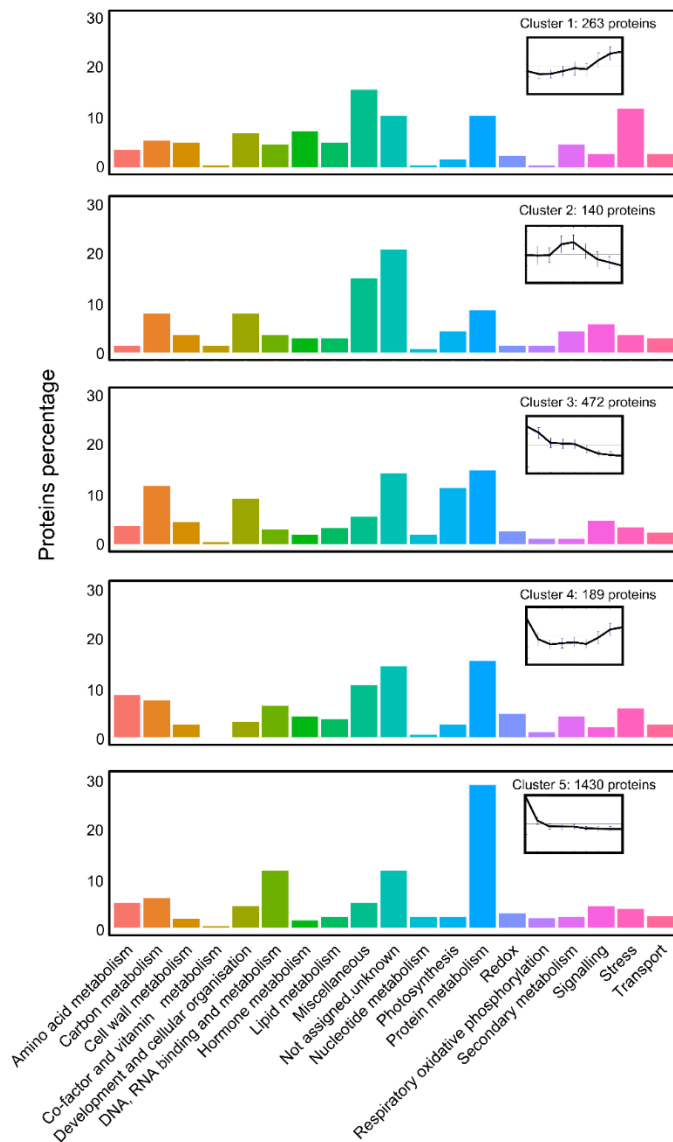 Proteins percentage
30
20
10
0
Cluster 1: 263 proteins
30
20
10
0
Cluster 2: 140 proteins
30
20
10
0
Cluster 3: 472 proteins
30
20
10
0
Cluster 4: 189 proteins
30
20
10
0
Cluster 5: 1430 proteins
Amino acid metabolism
Carbon metabolism
Cell wall metabolism
Co-factor and vitamin metabolism
Development and cellular organisation
DNA, RNA binding and metabolism
Hormone metabolism
Lipid metabolism
Miscellaneous
Not assigned.unknown
Nucleotide metabolism
Photosynthesis
Protein metabolism
Redox
Respiratory oxidative phosphorylation
Secondary metabolism
Signalling
Stress
Transport